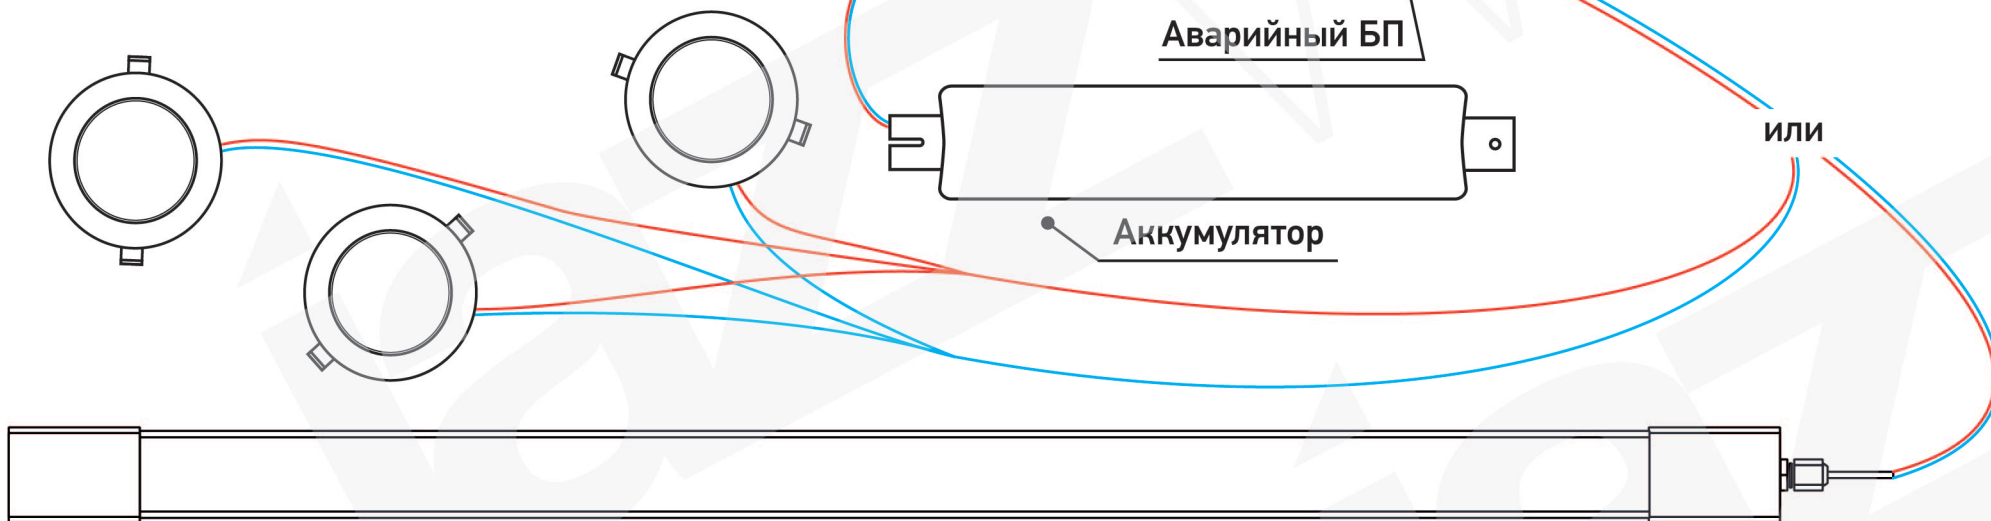 Аварийный БП
или
Аккумулятор